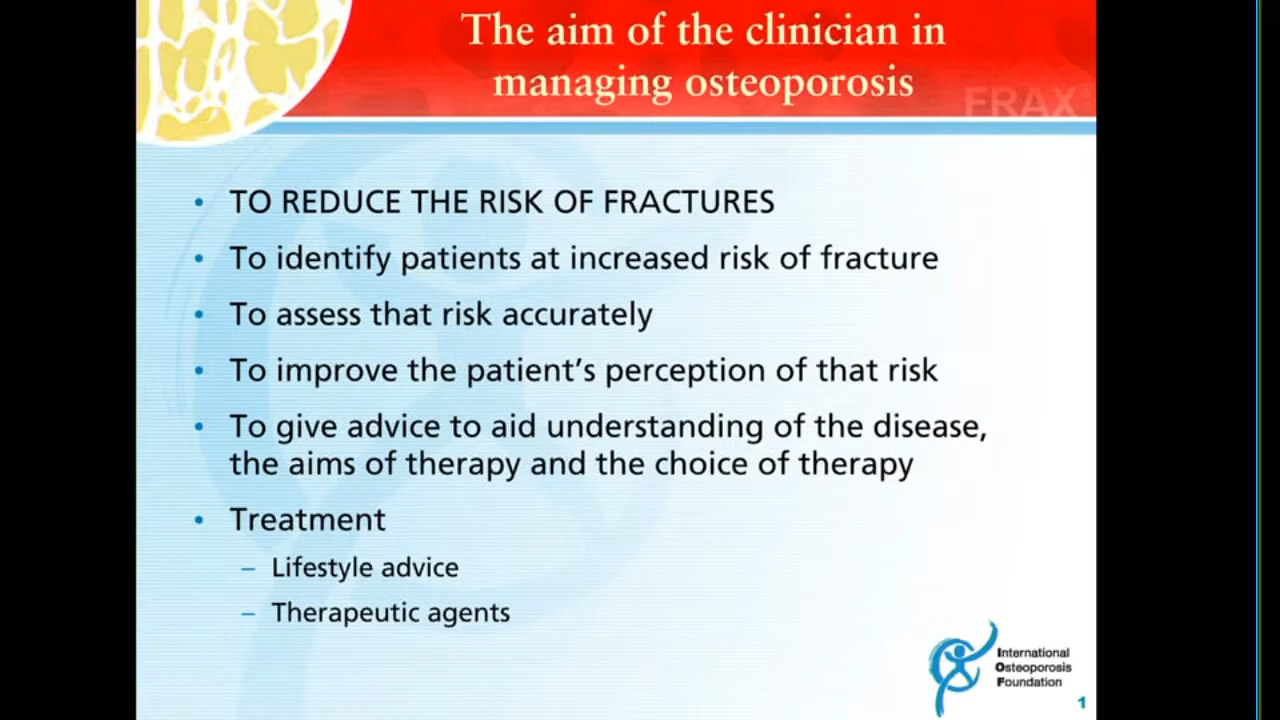 The aim of the clinician in
managing osteoporosis
FRAX®
• TO REDUCE THE RISK OF FRACTURES
• To identify patients at increased risk of fracture
• To assess that risk accurately
• To improve the patient’s perception of that risk
• To give advice to aid understanding of the disease,
the aims of therapy and the choice of therapy
• Treatment
– Lifestyle advice
– Therapeutic agents
International
Osteoporosis
Foundation
1